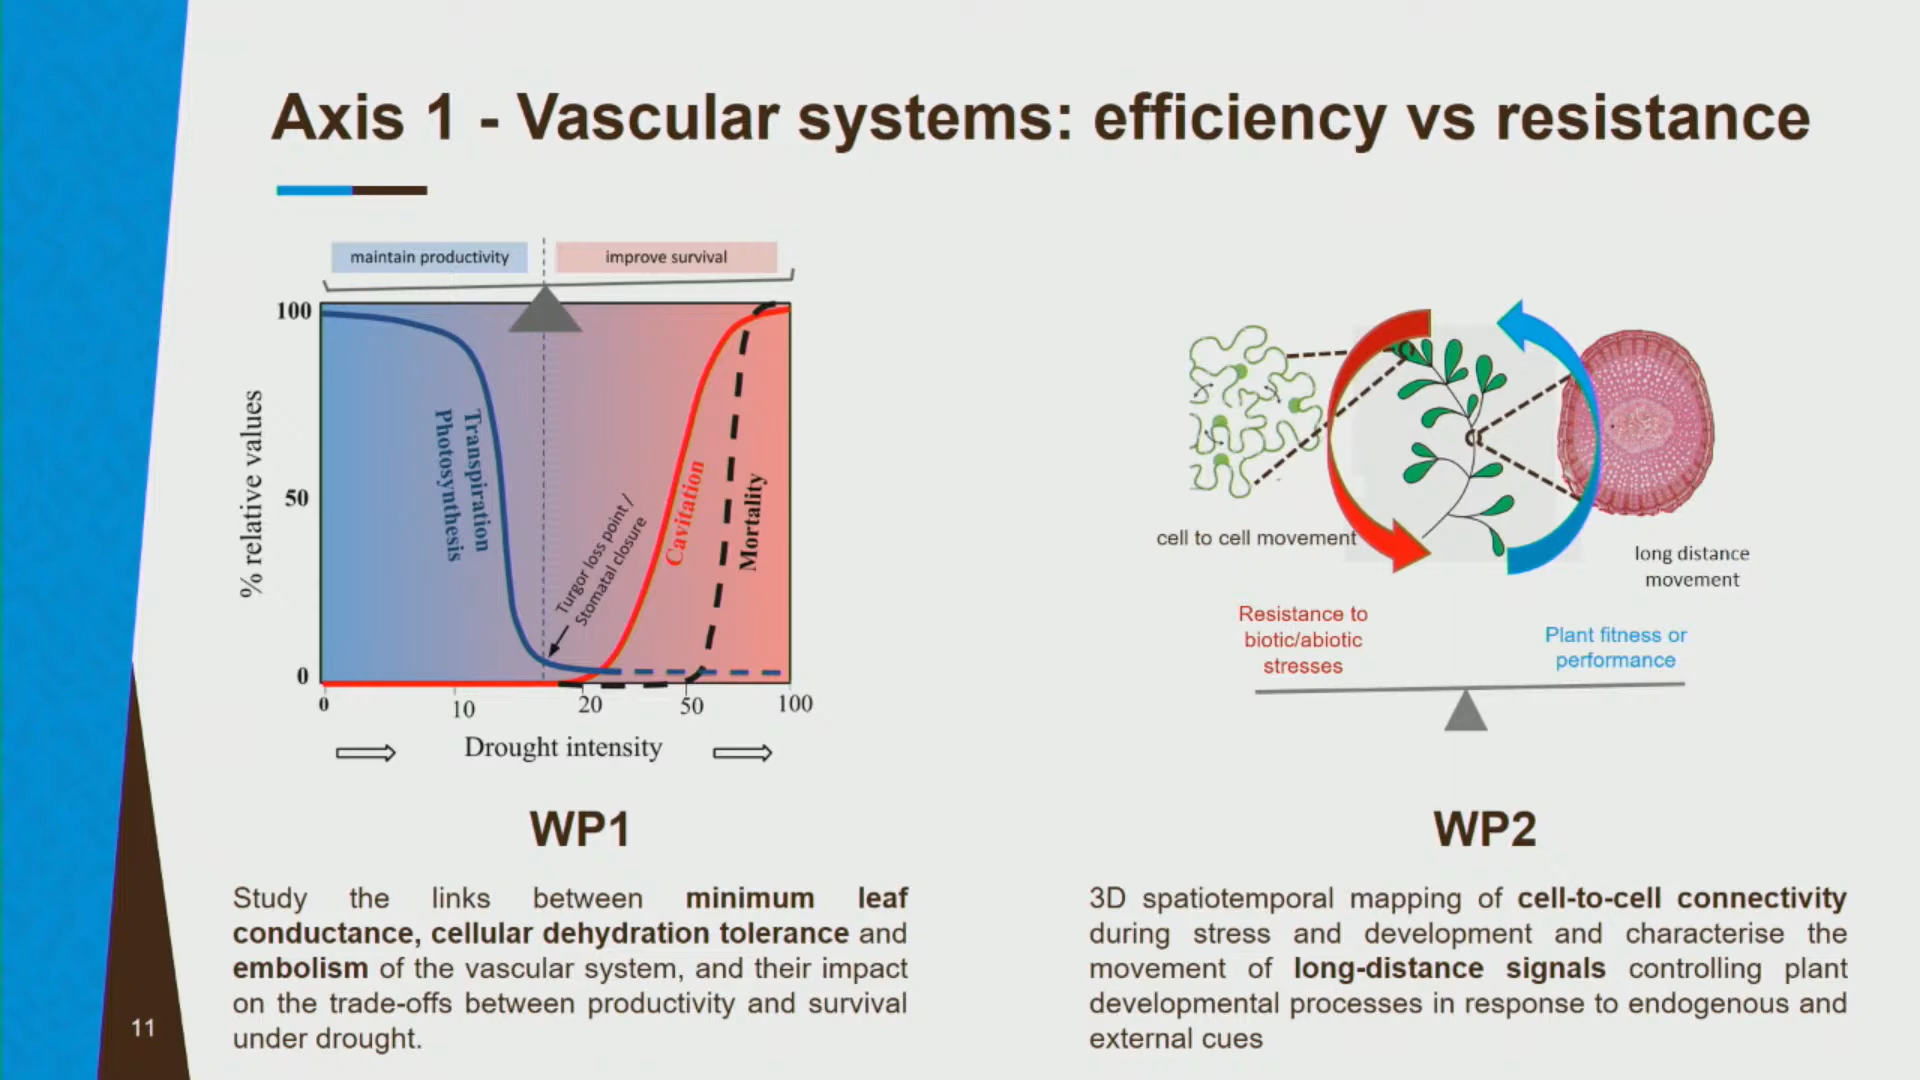 Axis 1 - Vascular systems: efficiency vs resistance
maintain productivity
improve survival
100
50
0
% relative values
Transpiration
Photosynthesis
Turgor loss point /
Stomatal closure
Cavitation
Mortality
0
10
20
50
100
Drought intensity
cell to cell movement
long distance
movement
Resistance to
biotic/abiotic
stresses
Plant fitness or
performance
WP1
Study the links between minimum leaf
conductance, cellular dehydration tolerance and
embolism of the vascular system, and their impact
on the trade-offs between productivity and survival
under drought.
WP2
3D spatiotemporal mapping of cell-to-cell connectivity
during stress and development and characterise the
movement of long-distance signals controlling plant
developmental processes in response to endogenous and
external cues
11